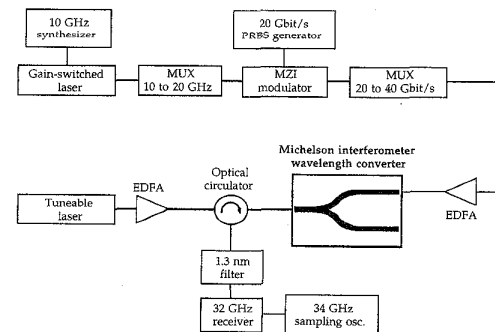 10 GHz
synthesizer
20 Gbit/s
PRBS generator
Gain-switched
laser
MUX
10 to 20 GHz
MZI
modulator
MUX
20 to 40 Gbit/s
Michelson interferometer
wavelength converter
Optical
circulator
EDFA
Tuneable
laser
EDFA
1.3 nm
filter
32 GHz
receiver
34 GHz
sampling osc.